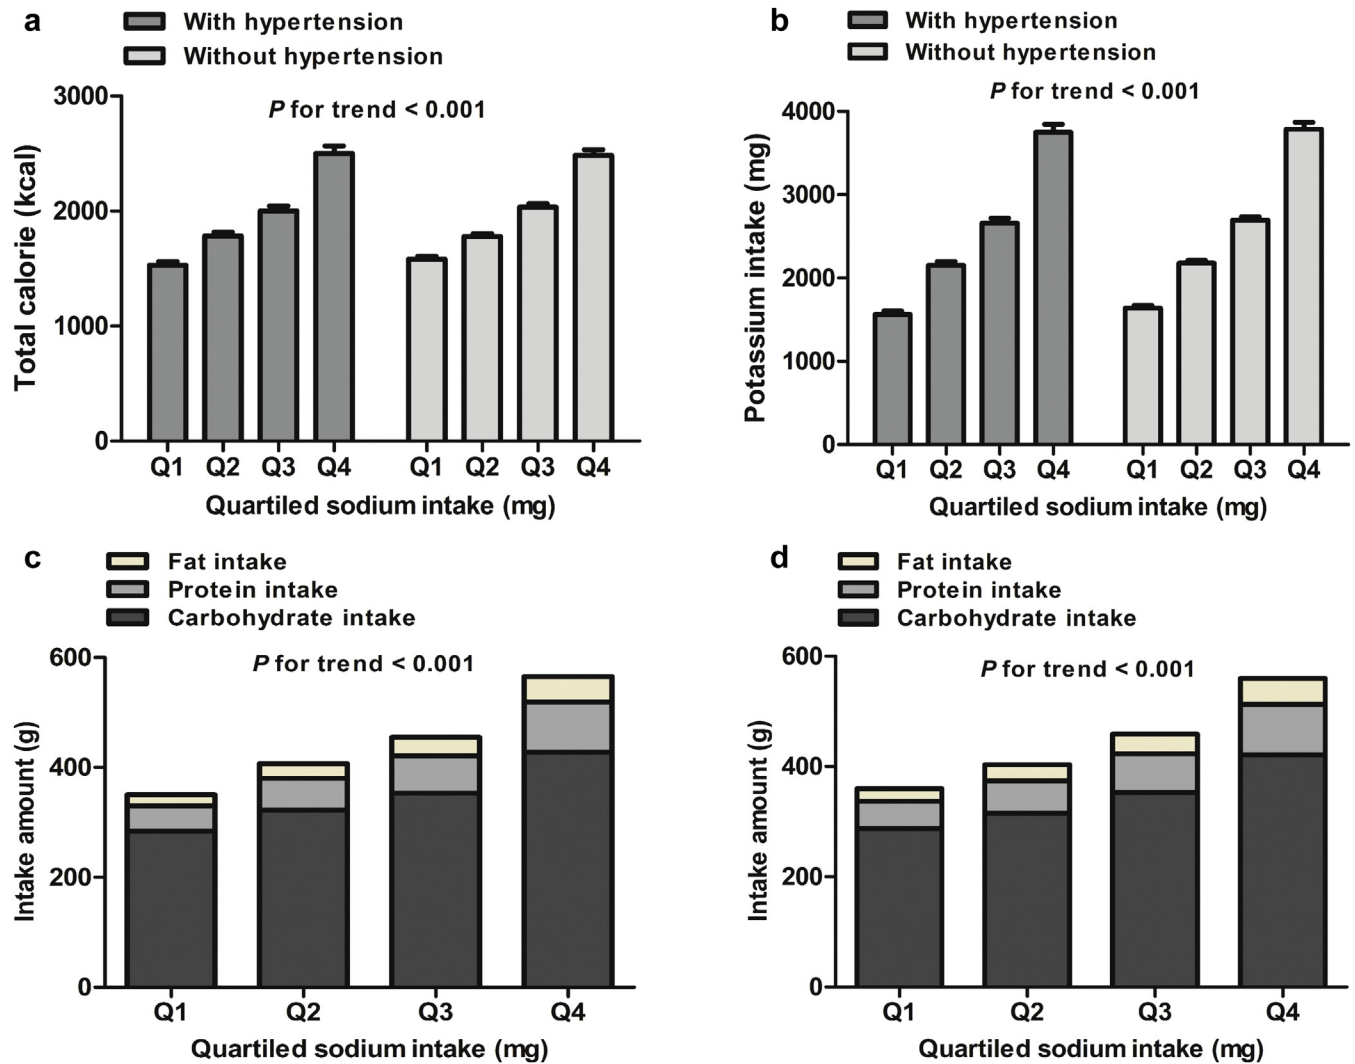 a
With hypertension
Without hypertension
P for trend < 0.001
Total calorie (kcal)
3000
2000
1000
0
Q1 Q2 Q3 Q4 Q1 Q2 Q3 Q4
Quartiled sodium intake (mg)
b
With hypertension
Without hypertension
P for trend < 0.001
Potassium intake (mg)
4000
3000
2000
1000
0
Q1 Q2 Q3 Q4 Q1 Q2 Q3 Q4
Quartiled sodium intake (mg)
c
Fat intake
Protein intake
Carbohydrate intake
P for trend < 0.001
Intake amount (g)
600
400
200
0
Q1 Q2 Q3 Q4
Quartiled sodium intake (mg)
d
Fat intake
Protein intake
Carbohydrate intake
P for trend < 0.001
Intake amount (g)
600
400
200
0
Q1 Q2 Q3 Q4
Quartiled sodium intake (mg)